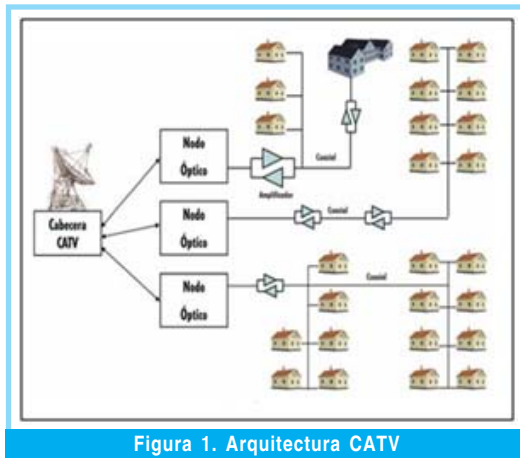 Nodo
Óptico
Coaxial
Amplificador
Cabecera
CATV
Nodo
Óptico
Coaxial
Nodo
Óptico
Coaxial
Figura 1. Arquitectura CATV